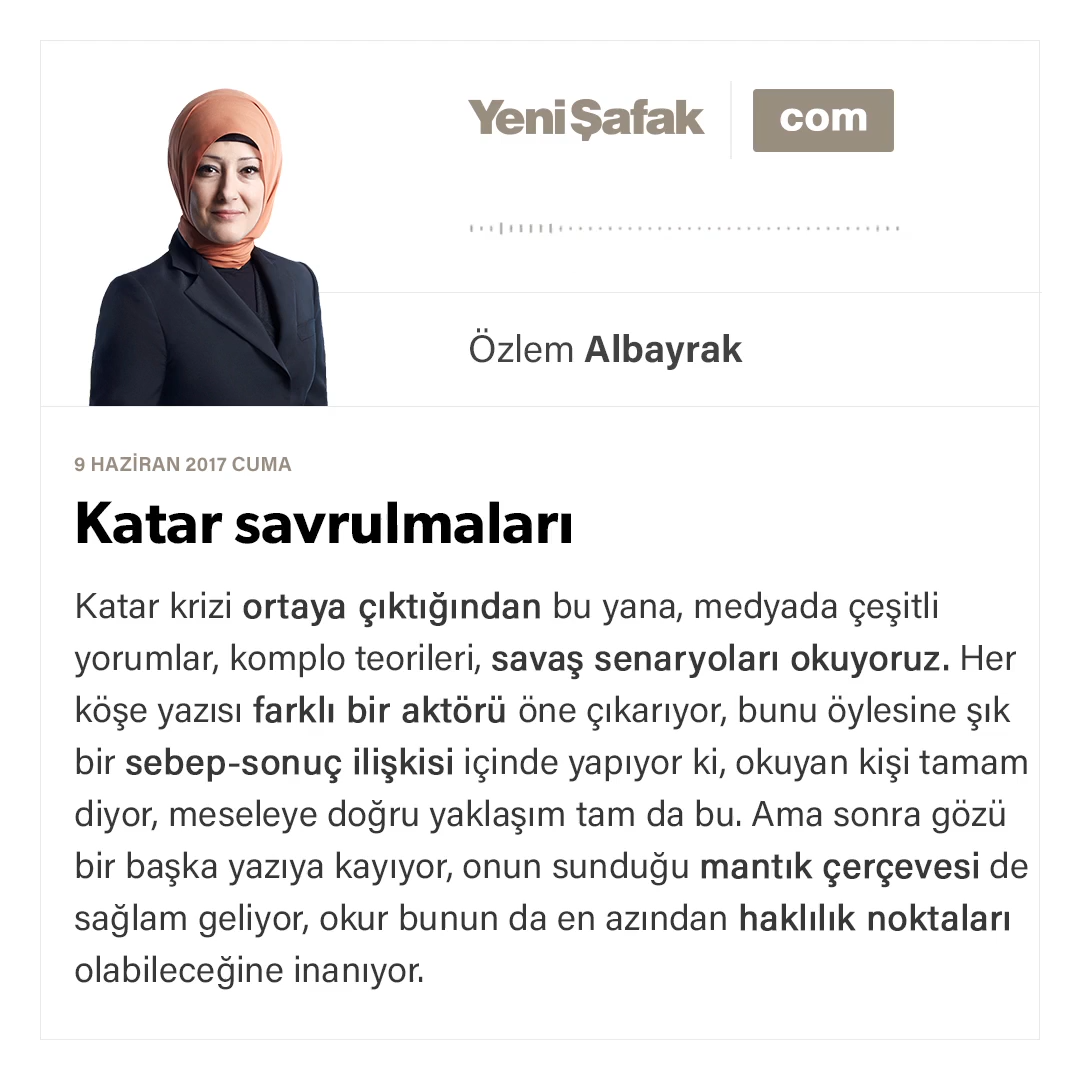 YeniŞafak com
Özlem Albayrak
9 HAZİRAN 2017 CUMA
Katar savrulmaları
Katar krizi ortaya çıktığından bu yana, medyada çeşitli
yorumlar, komplo teorileri, savaş senaryoları okuyoruz. Her
köşe yazısı farklı bir aktörü öne çıkarıyor, bunu öylesine şık
bir sebep-sonuç ilişkisi içinde yapıyor ki, okuyan kişi tamam
diyor, meseleye doğru yaklaşım tam da bu. Ama sonra gözü
bir başka yazıya kayıyor, onun sunduğu mantık çerçevesi de
sağlam geliyor, okur bunun da en azından haklılık noktaları
olabileceğine inanıyor.